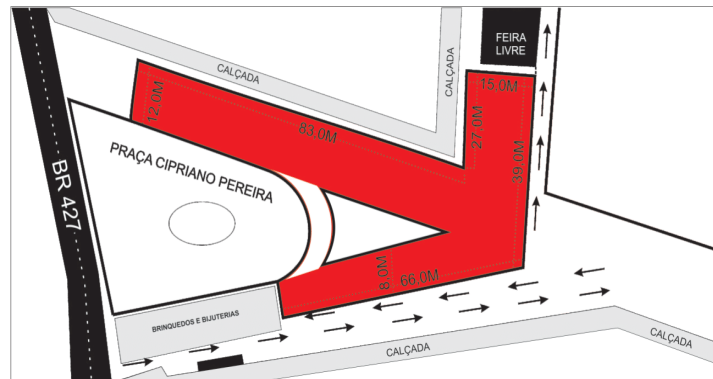 FEIRA
LIVRE
CALÇADA
CALÇADA
15,0M
12,0M
83,0M
27,0M
39,0M
PRAÇA CIPRIANO PEREIRA
BR 427
8,0M
66,0M
BRINQUEDOS E BIJUTERIAS
CALÇADA
CALÇADA